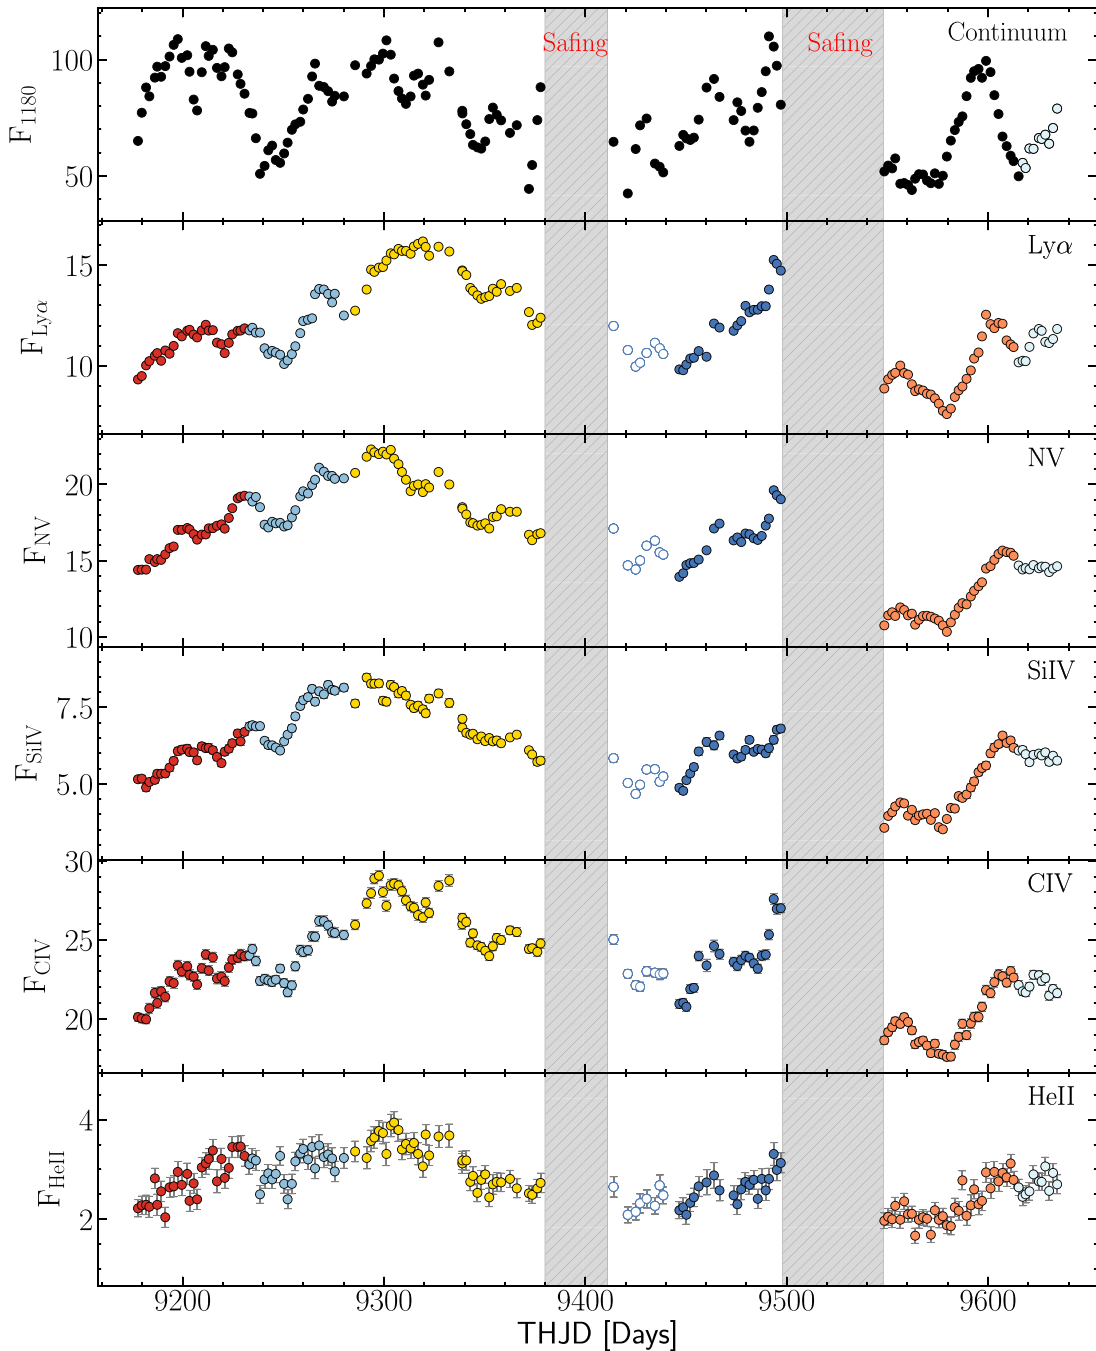 Safing
Safing
Continuum
100
50
F1180
Lyα
15
10
FLyα
NV
20
15
10
FNV
SiIV
7.5
5.0
FSiIV
CIV
30
25
20
FCIV
HeII
4
2
FHeII
9200 9300 9400 9500 9600
THJD [Days]